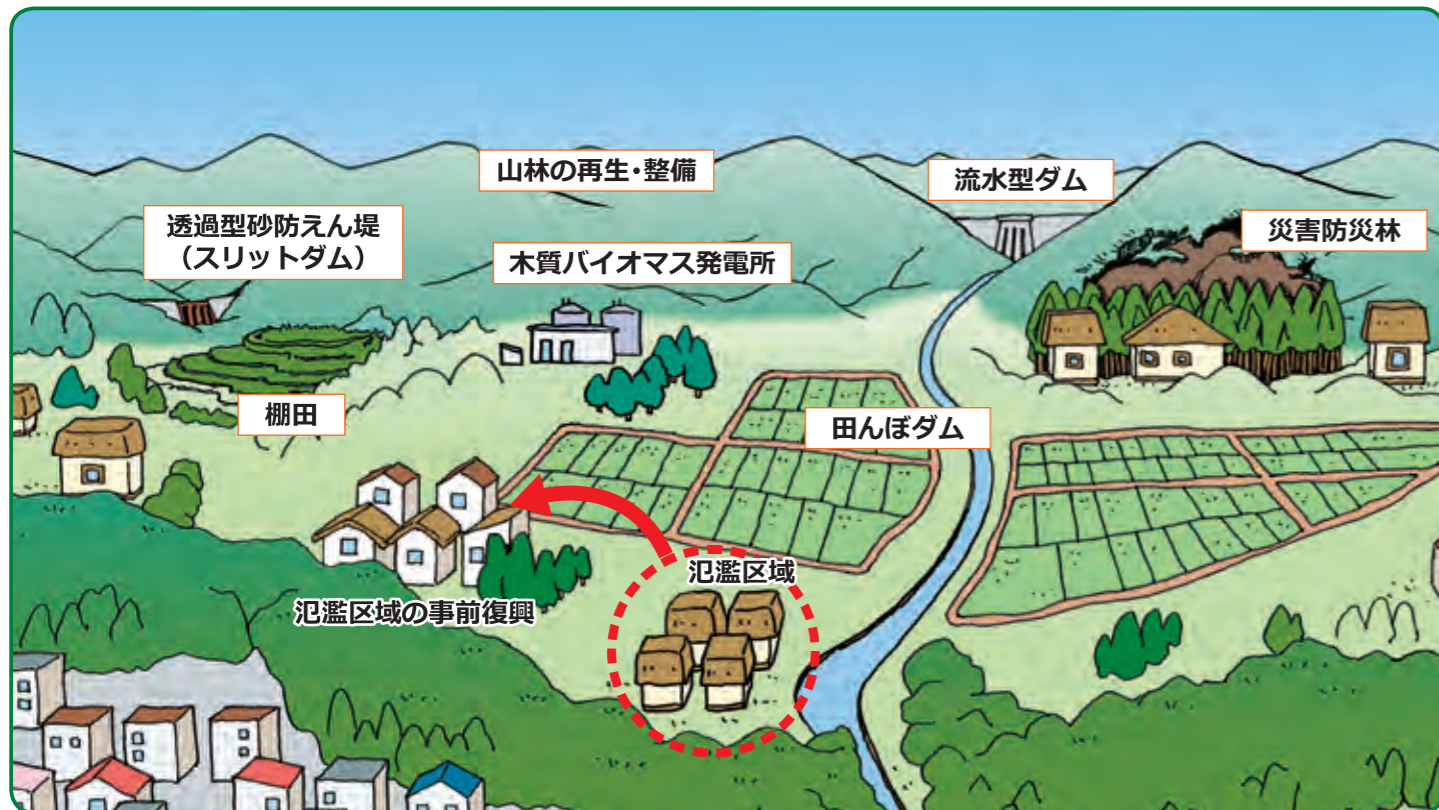 山林の再生・整備
流水型ダム
透過型砂防えん堤
(スリットダム)
災害防災林
木質バイオマス発電所
棚田
田んぼダム
氾濫区域
氾濫区域の事前復興